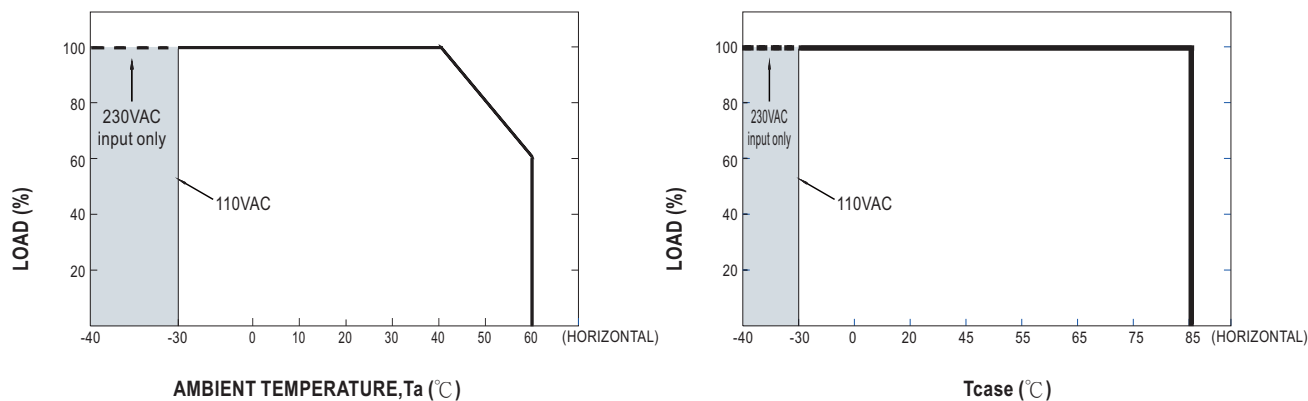 100
80
60
40
20
LOAD (%)
230VAC
input only
110VAC
-40 -30 0 10 20 30 40 50 60 (HORIZONTAL)
AMBIENT TEMPERATURE,Ta (℃)
100
80
60
40
20
LOAD (%)
230VAC
input only
110VAC
-40 -30 0 20 45 55 65 75 85 (HORIZONTAL)
Tcase (℃)